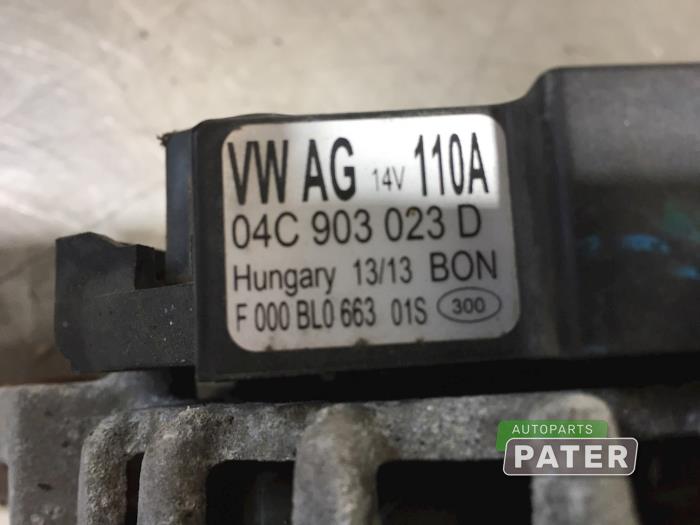 VW AG 14V 110A
04C 903 023 D
Hungary 13/13 BON
F 000 BL0 663 01S 300
AUTOPARTS
PATER